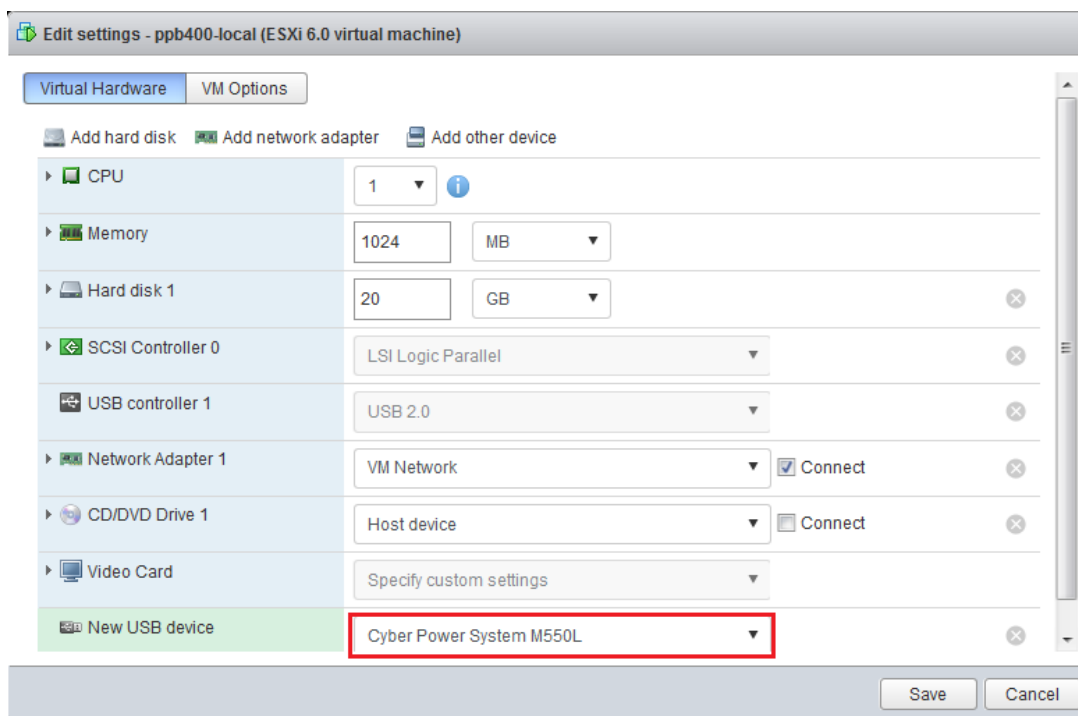 Edit settings - ppb400-local (ESXi 6.0 virtual machine)
Virtual Hardware VM Options
Add hard disk Add network adapter Add other device
CPU 1
Memory 1024 MB
Hard disk 1 20 GB
SCSI Controller 0 LSI Logic Parallel
USB controller 1 USB 2.0
Network Adapter 1 VM Network Connect
CD/DVD Drive 1 Host device Connect
Video Card Specify custom settings
New USB device Cyber Power System M550L
Save Cancel